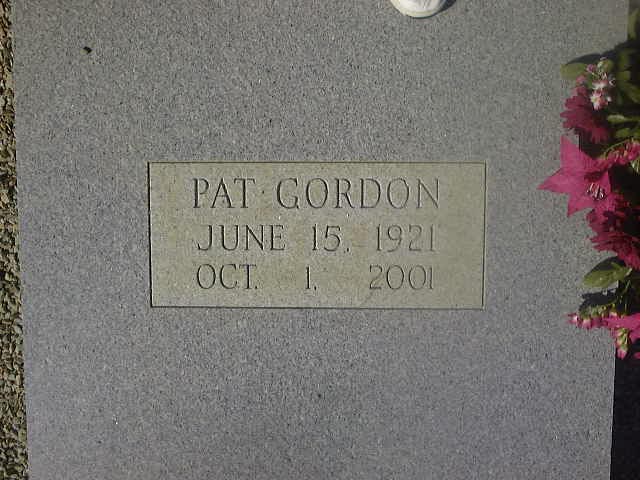 PAT GORDON
JUNE 15, 1921
OCT. 1, 2001